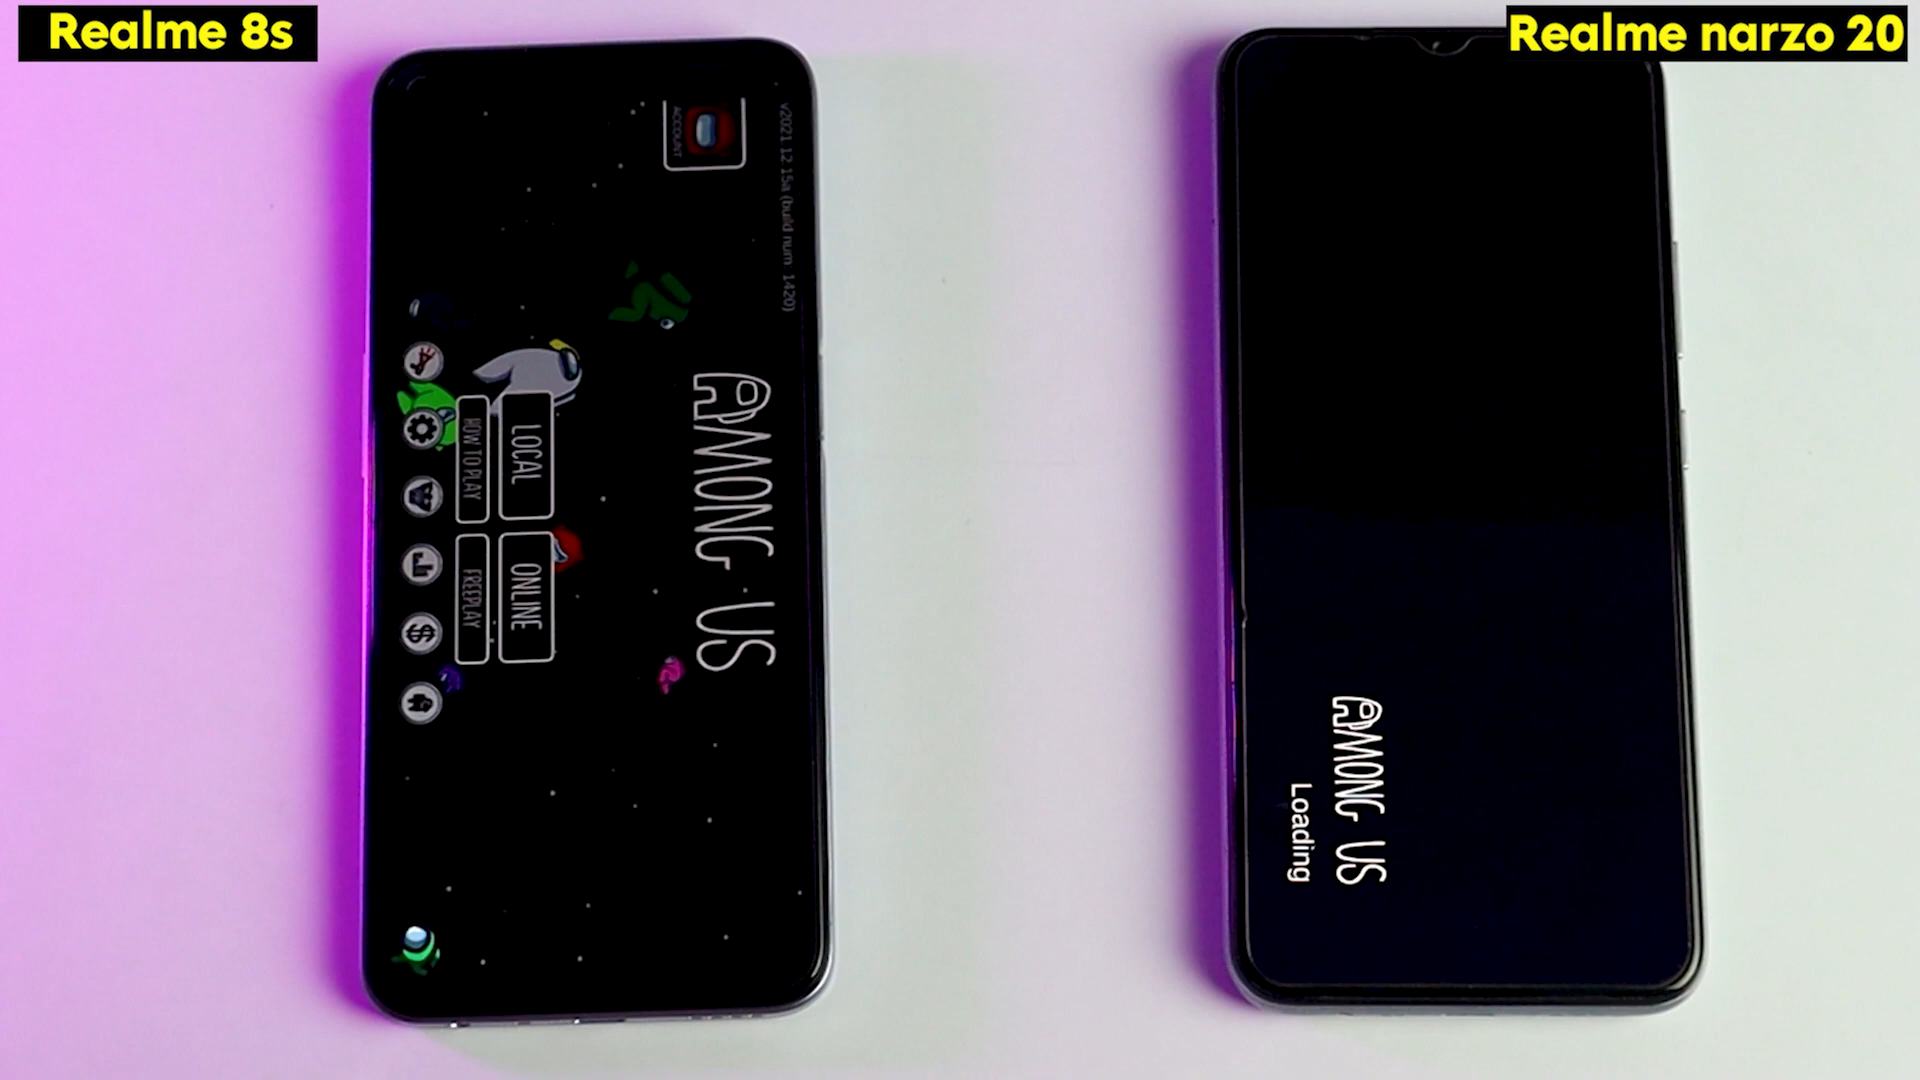 Realme 8s
Realme narzo 20
ACCOUNT
v2021 12 15a (build num 1420)
AMONG US
LOCAL
ONLINE
HOW TO PLAY
FREEPLAY
AMONG US
Loading